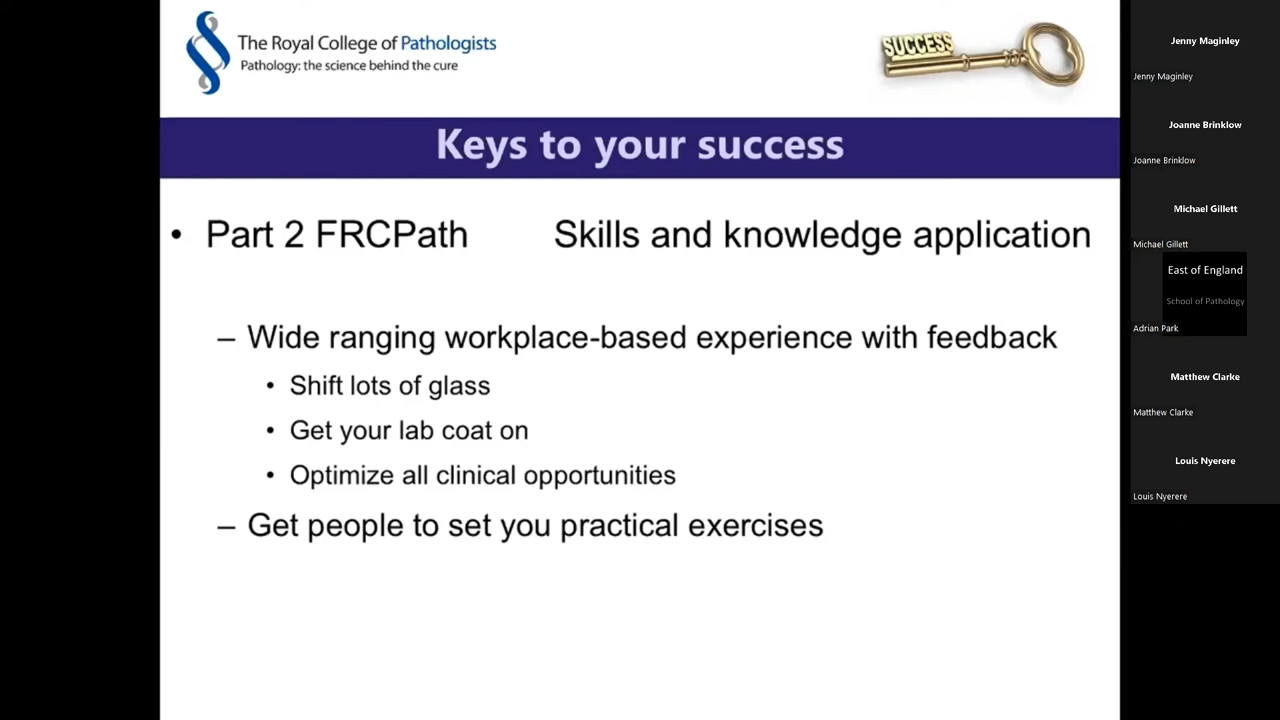 The Royal College of Pathologists
Pathology: the science behind the cure
SUCCESS
Keys to your success
• Part 2 FRCPath Skills and knowledge application
– Wide ranging workplace-based experience with feedback
• Shift lots of glass
• Get your lab coat on
• Optimize all clinical opportunities
– Get people to set you practical exercises
Jenny Maginley
Jenny Maginley
Joanne Brinklow
Joanne Brinklow
Michael Gillett
Michael Gillett
East of England
School of Pathology
Adrian Park
Matthew Clarke
Matthew Clarke
Louis Nyerere
Louis Nyerere